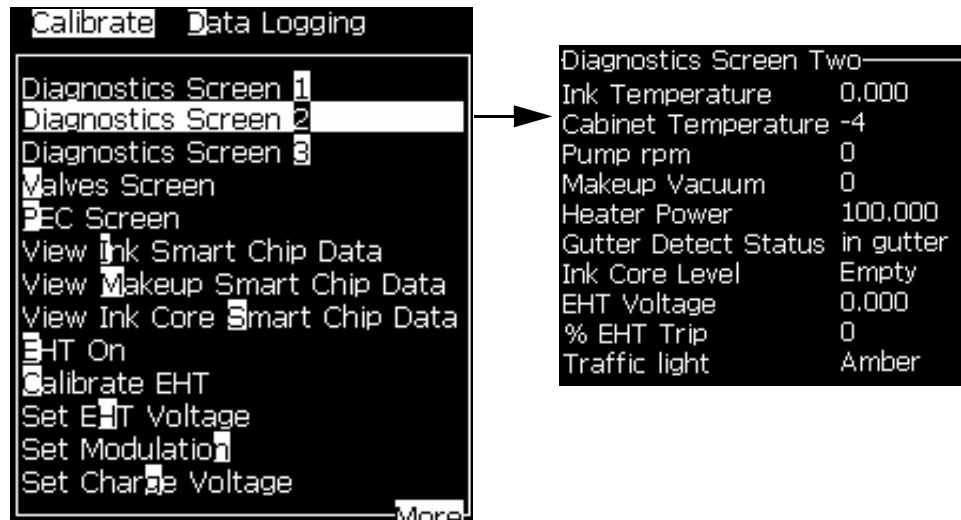 Calibrate Data Logging
Diagnostics Screen 1
Diagnostics Screen 2
Diagnostics Screen 3
Valves Screen
PEC Screen
View Ink Smart Chip Data
View Makeup Smart Chip Data
View Ink Core Smart Chip Data
EHT On
Calibrate EHT
Set EHT Voltage
Set Modulation
Set Charge Voltage
More
Diagnostics Screen Two
Ink Temperature 0.000
Cabinet Temperature -4
Pump rpm 0
Makeup Vacuum 0
Heater Power 100.000
Gutter Detect Status in gutter
Ink Core Level Empty
EHT Voltage 0.000
% EHT Trip 0
Traffic light Amber